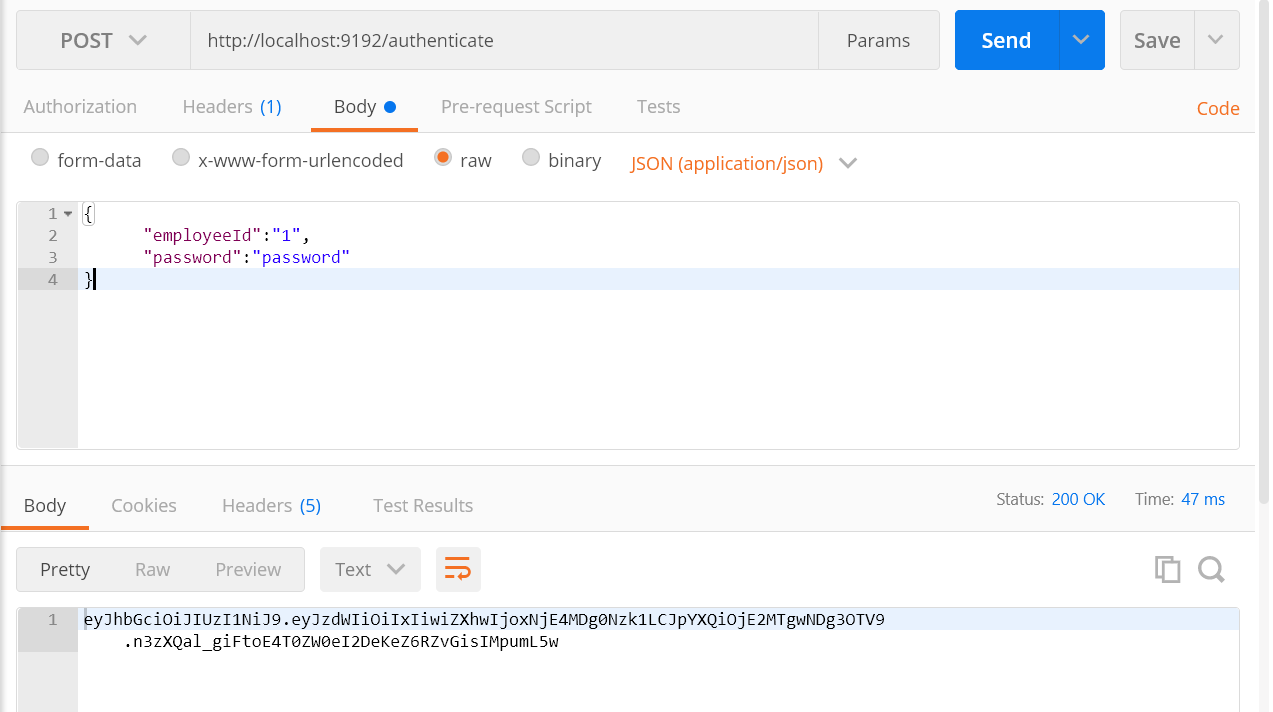 POST http://localhost:9192/authenticate Params Send Save
Authorization Headers (1) Body Pre-request Script Tests Code
form-data x-www-form-urlencoded raw binary JSON (application/json)
1 {
2 "employeeId":"1",
3 "password":"password"
4 }
Body Cookies Headers (5) Test Results Status: 200 OK Time: 47 ms
Pretty Raw Preview Text
1 eyJhbGciOiJIUzI1NiJ9.eyJzdWIiOiIxIiwiZXhwIjoxNjE4MDg0Nzk1LCJpYXQiOjE2MTgwNDg3OTV9
.n3zXQal_giFtoE4T0ZW0eI2DeKeZ6RZvGisIMpumL5w